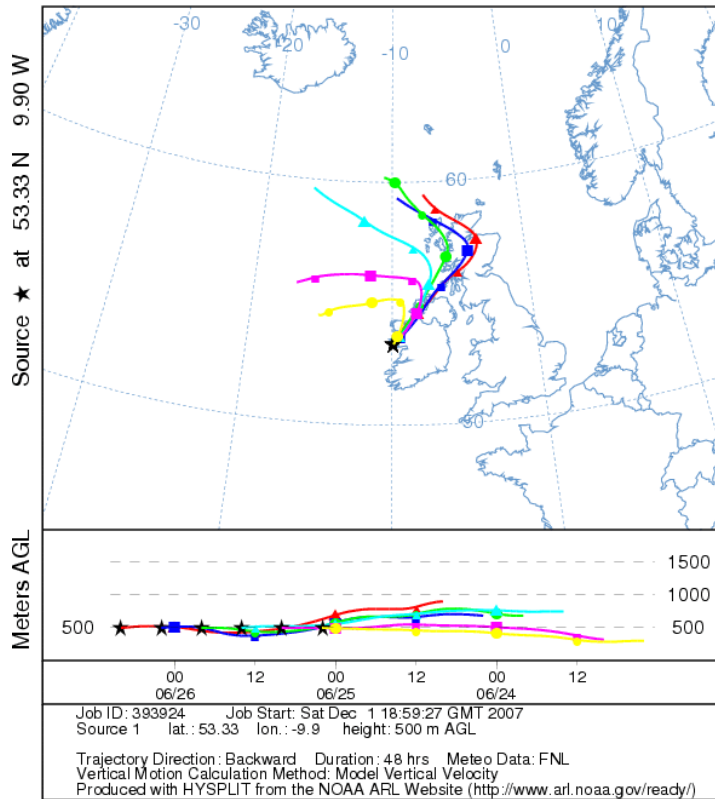 Source ★ at 53.33 N 9.90 W
-30
-20
-10
0
10
60
50
Meters AGL
1500
1000
500
500
00 12 00 12 00 12
06/26 06/25 06/24
Job ID: 393924 Job Start: Sat Dec 1 18:59:27 GMT 2007
Source 1 lat.: 53.33 lon.: -9.9 height: 500 m AGL
Trajectory Direction: Backward Duration: 48 hrs Meteo Data: FNL
Vertical Motion Calculation Method: Model Vertical Velocity
Produced with HYSPLIT from the NOAA ARL Website (http://www.arl.noaa.gov/ready/)